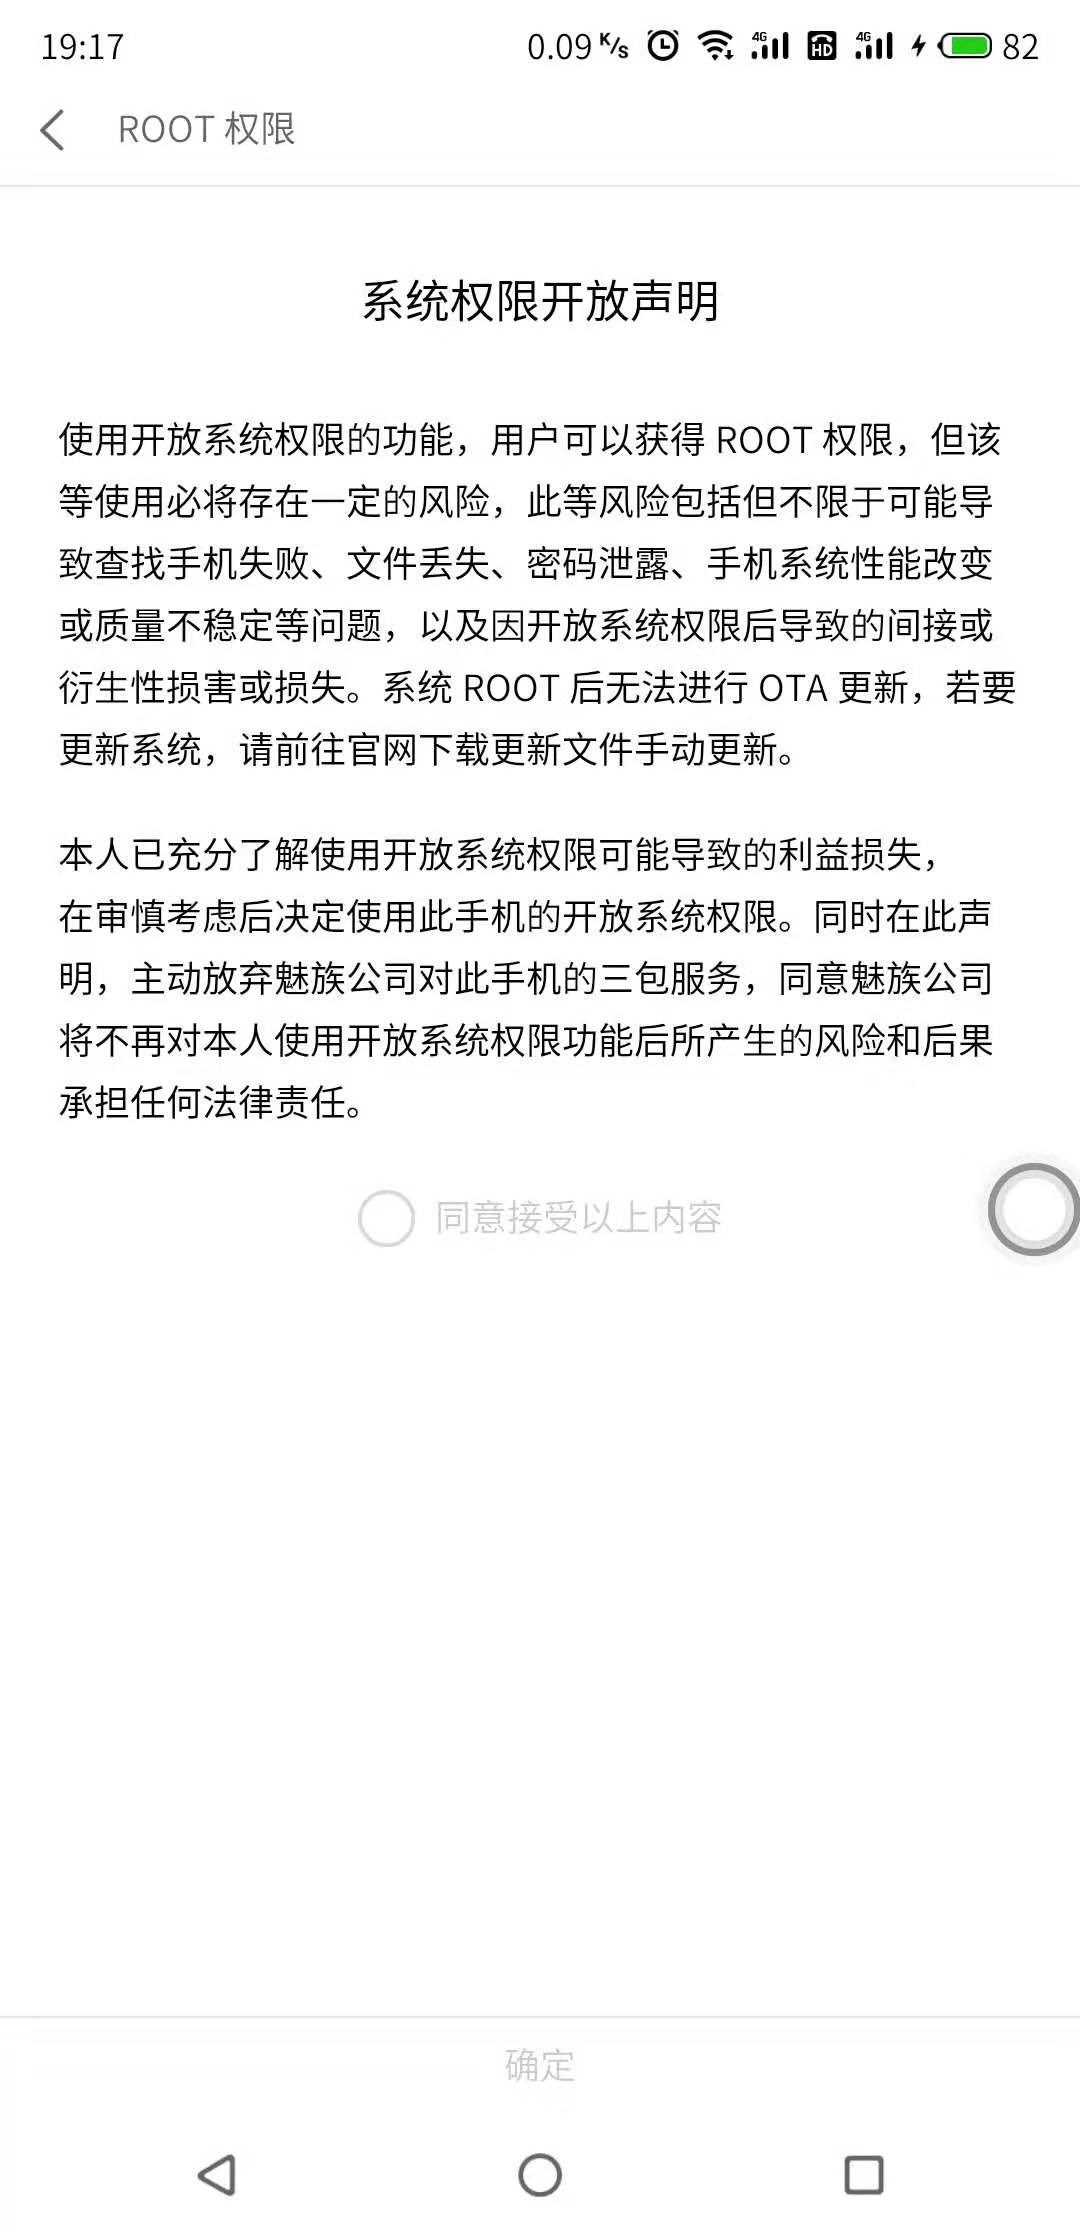 19:17
0.09 K/s 4G HD 4G 82
ROOT 权限
系统权限开放声明
使用开放系统权限的功能，用户可以获得 ROOT 权限，但该
等使用必将存在一定的风险，此等风险包括但不限于可能导
致查找手机失败、文件丢失、密码泄露、手机系统性能改变
或质量不稳定等问题，以及因开放系统权限后导致的间接或
衍生性损害或损失。系统 ROOT 后无法进行 OTA 更新，若要
更新系统，请前往官网下载更新文件手动更新。
本人已充分了解使用开放系统权限可能导致的利益损失，
在审慎考虑后决定使用此手机的开放系统权限。同时在此声
明，主动放弃魅族公司对此手机的三包服务，同意魅族公司
将不再对本人使用开放系统权限功能后所产生的风险和后果
承担任何法律责任。
同意接受以上内容
确定